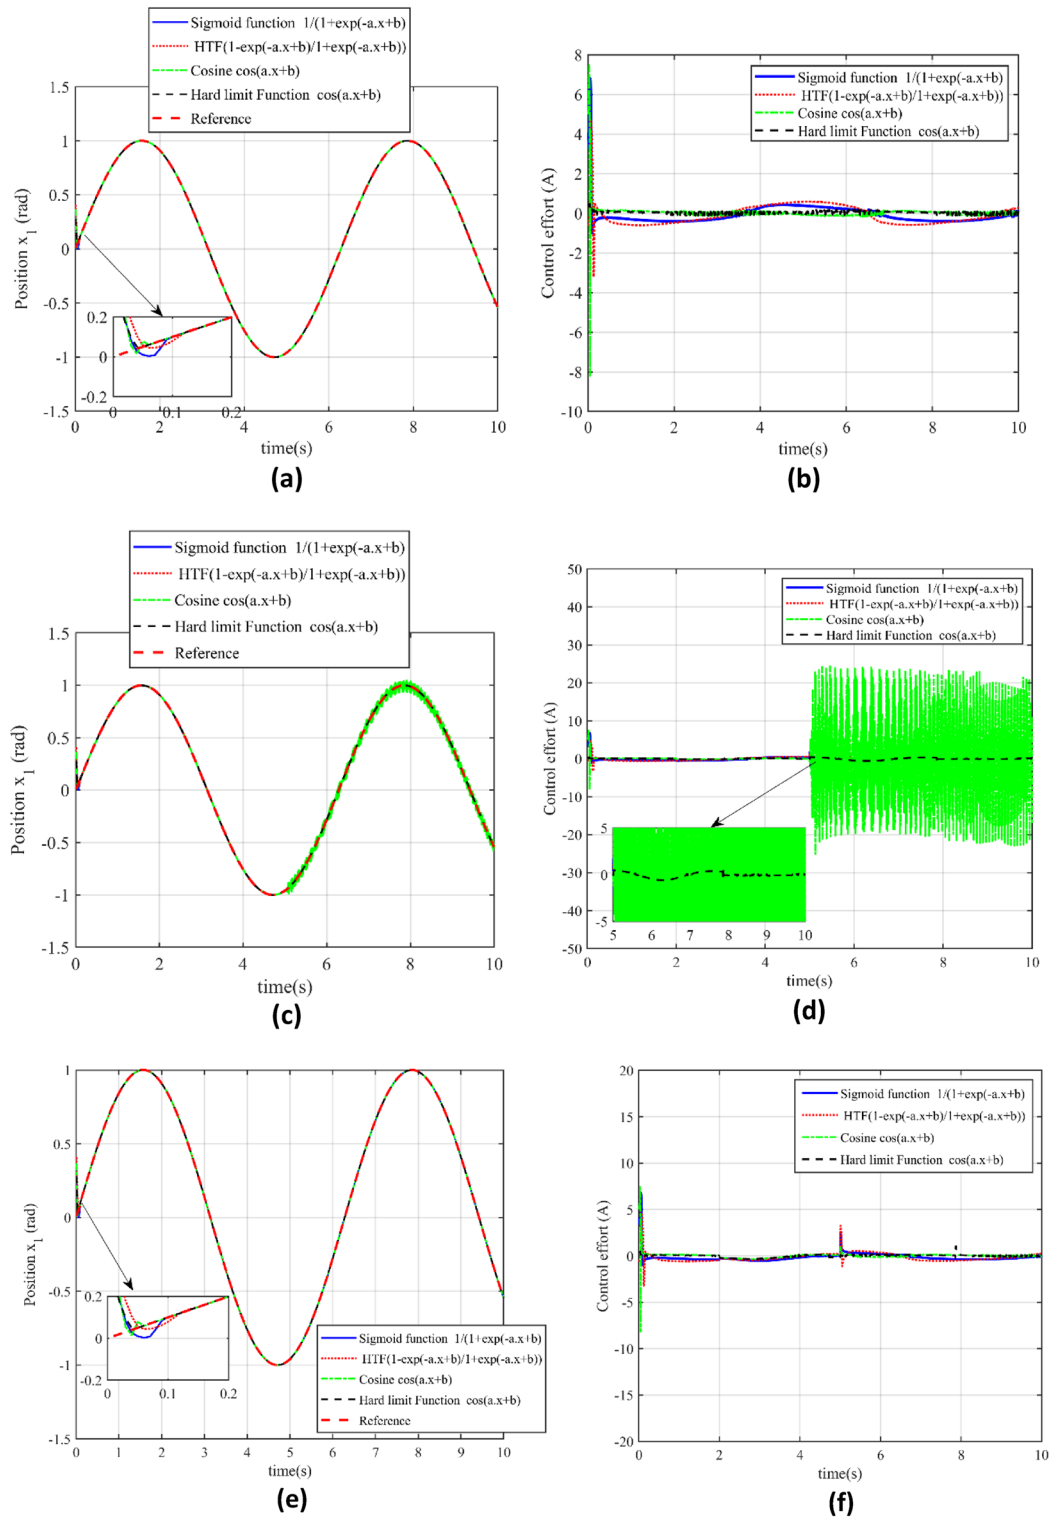 Sigmoid function 1/(1+exp(-a.x+b)
HTF(1-exp(-a.x+b)/1+exp(-a.x+b))
Cosine cos(a.x+b)
Hard limit Function cos(a.x+b)
Reference
1.5
1
0.5
0
-0.5
-1
-1.5
Position x1 (rad)
0.2
0
-0.2
0 0.1 0.2
0 2 4 6 8 10
time(s)
(a)
Sigmoid function 1/(1+exp(-a.x+b)
HTF(1-exp(-a.x+b)/1+exp(-a.x+b))
Cosine cos(a.x+b)
Hard limit Function cos(a.x+b)
8
6
4
2
0
-2
-4
-6
-8
-10
Control effort (A)
0 2 4 6 8 10
time(s)
(b)
Sigmoid function 1/(1+exp(-a.x+b)
HTF(1-exp(-a.x+b)/1+exp(-a.x+b))
Cosine cos(a.x+b)
Hard limit Function cos(a.x+b)
Reference
1.5
1
0.5
0
-0.5
-1
-1.5
Position x1 (rad)
0 2 4 6 8 10
time(s)
(c)
Sigmoid function 1/(1+exp(-a.x+b)
HTF(1-exp(-a.x+b)/1+exp(-a.x+b))
Cosine cos(a.x+b)
Hard limit Function cos(a.x+b)
50
40
30
20
10
0
-10
-20
-30
-40
-50
Control effort (A)
5
0
-5
5 6 7 8 9 10
0 2 4 6 8 10
time(s)
(d)
1
0.5
0
-0.5
-1
-1.5
Position x1 (rad)
0.2
0
-0.2
0 0.1 0.2
Sigmoid function 1/(1+exp(-a.x+b)
HTF(1-exp(-a.x+b)/1+exp(-a.x+b))
Cosine cos(a.x+b)
Hard limit Function cos(a.x+b)
Reference
0 1 2 3 4 5 6 7 8 9 10
time(s)
(e)
Sigmoid function 1/(1+exp(-a.x+b)
HTF(1-exp(-a.x+b)/1+exp(-a.x+b))
Cosine cos(a.x+b)
Hard limit Function cos(a.x+b)
20
15
10
5
0
-5
-10
-15
-20
Control effort (A)
0 2 4 6 8 10
time(s)
(f)